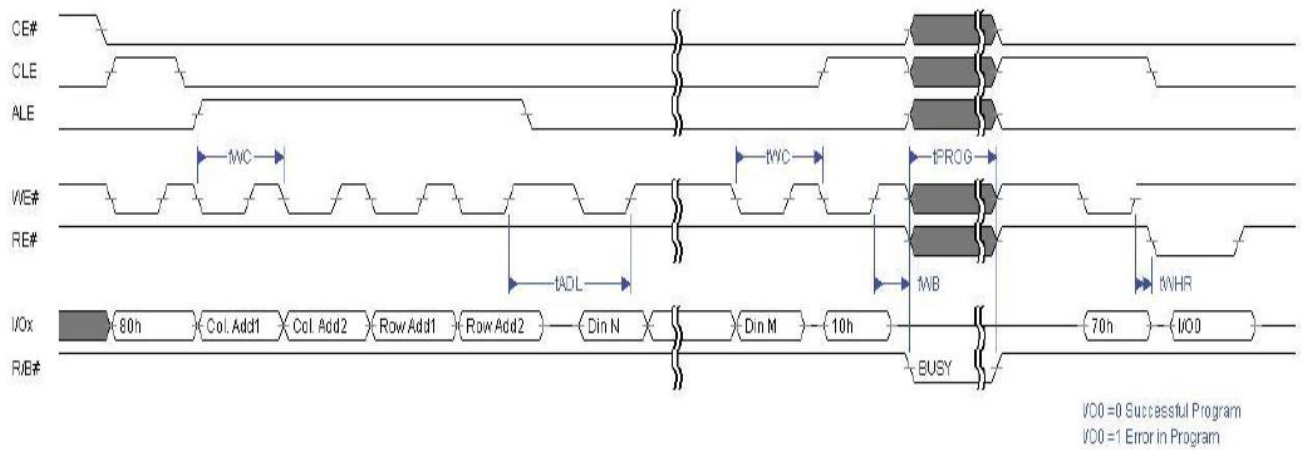 CE#
CLE
ALE
tWC tWC tPROG
WE#
RE#
tADL tWB tWHR
I/Ox 80h Col. Add1 Col. Add2 Row Add1 Row Add2 Din N Din M 10h 70h I/O0
R/B# BUSY
I/O0 =0 Successful Program
I/O0 =1 Error in Program